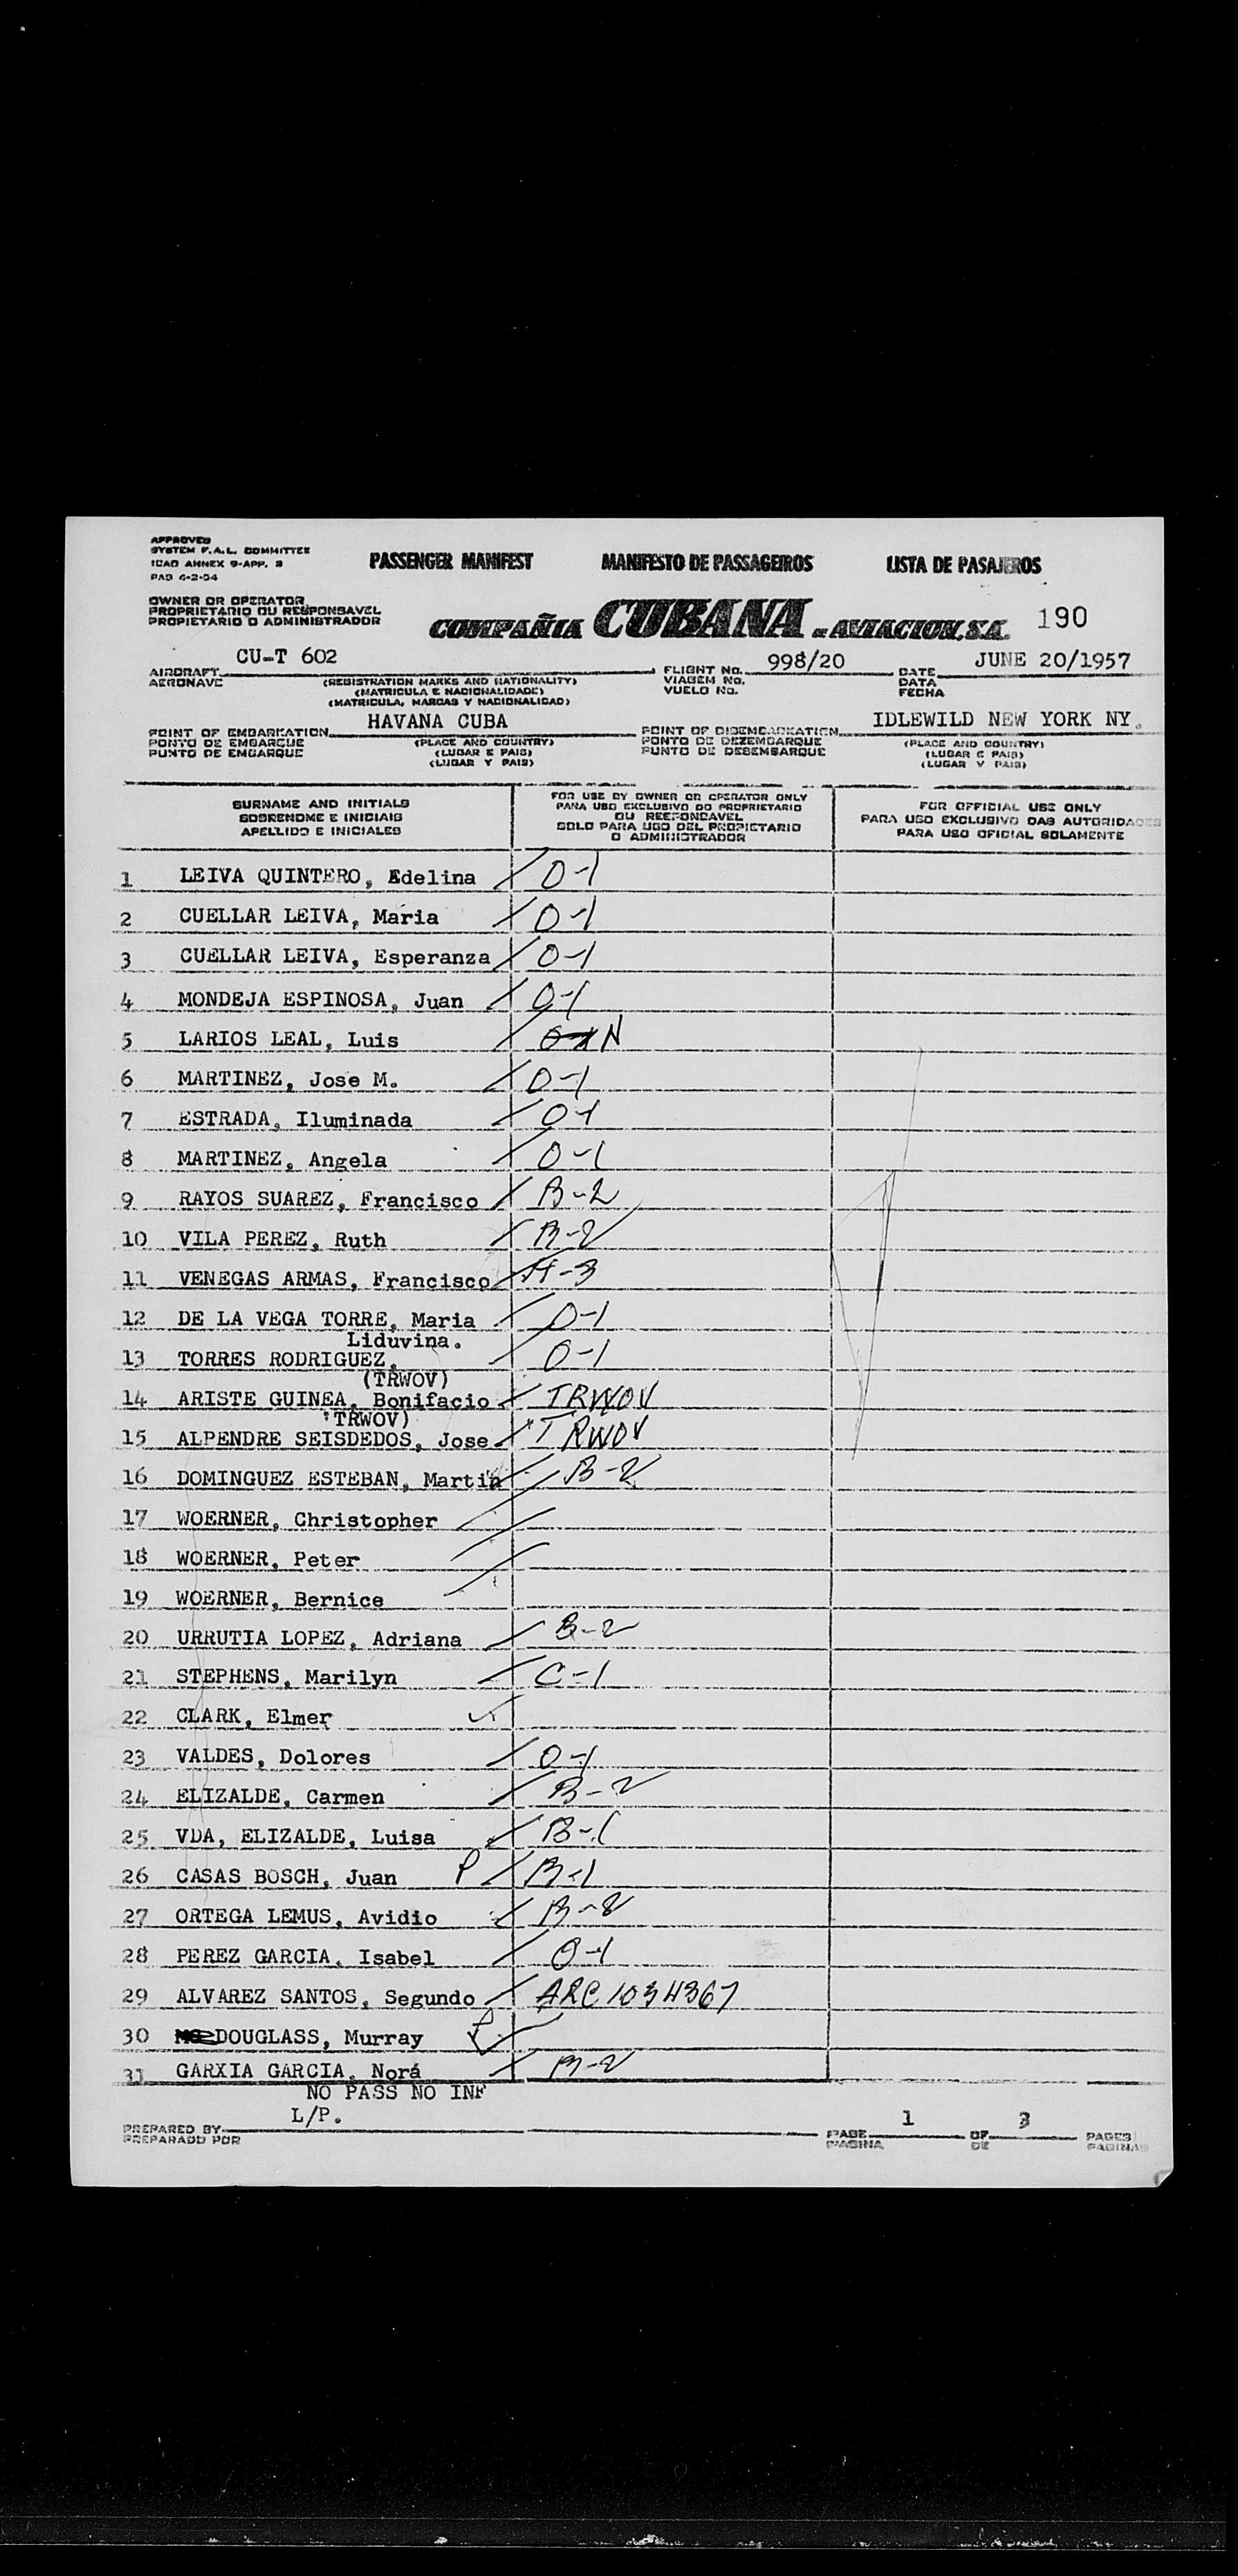 APPROVED
SYSTEM F.A.L. COMMITTEE
ICAO ANNEX 9-APP. 3
PAD 4-2-54
PASSENGER MANIFEST MANIFESTO DE PASSAGEIROS LISTA DE PASAJEROS
OWNER OR OPERATOR
PROPRIETARIO OU RESPONSAVEL
PROPIETARIO O ADMINISTRADOR
COMPAÑIA CUBANA DE AVIACION, S.A. 190
AIRCRAFT CU-T 602 FLIGHT No. 998/20 DATE JUNE 20/1957
AERONAVE VIAGEM No. DATA
VUELO No. FECHA
(REGISTRATION MARKS AND NATIONALITY)
(MATRICULA E NACIONALIDADE)
(MATRICULA, MARCAS Y NACIONALIDAD)
POINT OF EMBARKATION HAVANA CUBA POINT OF DISEMBARKATION IDLEWILD NEW YORK NY.
PONTO DE EMBARQUE (PLACE AND COUNTRY) PONTO DE DEZEMBARQUE (PLACE AND COUNTRY)
PUNTO DE EMBARQUE (LUGAR E PAIS) PUNTO DE DESEMBARQUE (LUGAR E PAIS)
(LUGAR Y PAIS) (LUGAR Y PAIS)
SURNAME AND INITIALS
SOBRENOME E INICIAIS
APELLIDO E INICIALES
FOR USE BY OWNER OR OPERATOR ONLY
PARA USO EXCLUSIVO DO PROPRIETARIO
OU RESPONSAVEL
SOLO PARA USO DEL PROPIETARIO
O ADMINISTRADOR
FOR OFFICIAL USE ONLY
PARA USO EXCLUSIVO DAS AUTORIDADES
PARA USO OFICIAL SOLAMENTE
1 LEIVA QUINTERO, Edelina O-1
2 CUELLAR LEIVA, Maria O-1
3 CUELLAR LEIVA, Esperanza O-1
4 MONDEJA ESPINOSA, Juan O-1
5 LARIOS LEAL, Luis N
6 MARTINEZ, Jose M. O-1
7 ESTRADA, Iluminada O-1
8 MARTINEZ, Angela O-1
9 RAYOS SUAREZ, Francisco B-2
10 VILA PEREZ, Ruth B-2
11 VENEGAS ARMAS, Francisco H-3
12 DE LA VEGA TORRE, Maria O-1
Liduvina.
13 TORRES RODRIGUEZ, O-1
(TRWOV)
14 ARISTE GUINEA, Bonifacio TRWOV
TRWOV)
15 ALPENDRE SEISDEDOS, Jose TRWOV
16 DOMINGUEZ ESTEBAN, Martin B-2
17 WOERNER, Christopher
18 WOERNER, Peter
19 WOERNER, Bernice
20 URRUTIA LOPEZ, Adriana B-2
21 STEPHENS, Marilyn C-1
22 CLARK, Elmer
23 VALDES, Dolores O-1
24 ELIZALDE, Carmen B-2
25 VDA, ELIZALDE, Luisa B-1
26 CASAS BOSCH, Juan P B-1
27 ORTEGA LEMUS, Avidio B-2
28 PEREZ GARCIA, Isabel O-1
29 ALVAREZ SANTOS, Segundo ARC 1034367
30 DOUGLASS, Murray
31 GARXIA GARCIA, Norá B-2
NO PASS NO INF
L/P.
PREPARED BY PAGE 1 OF 3 PAGES
PREPARADO POR PAGINA DE PAGINAS